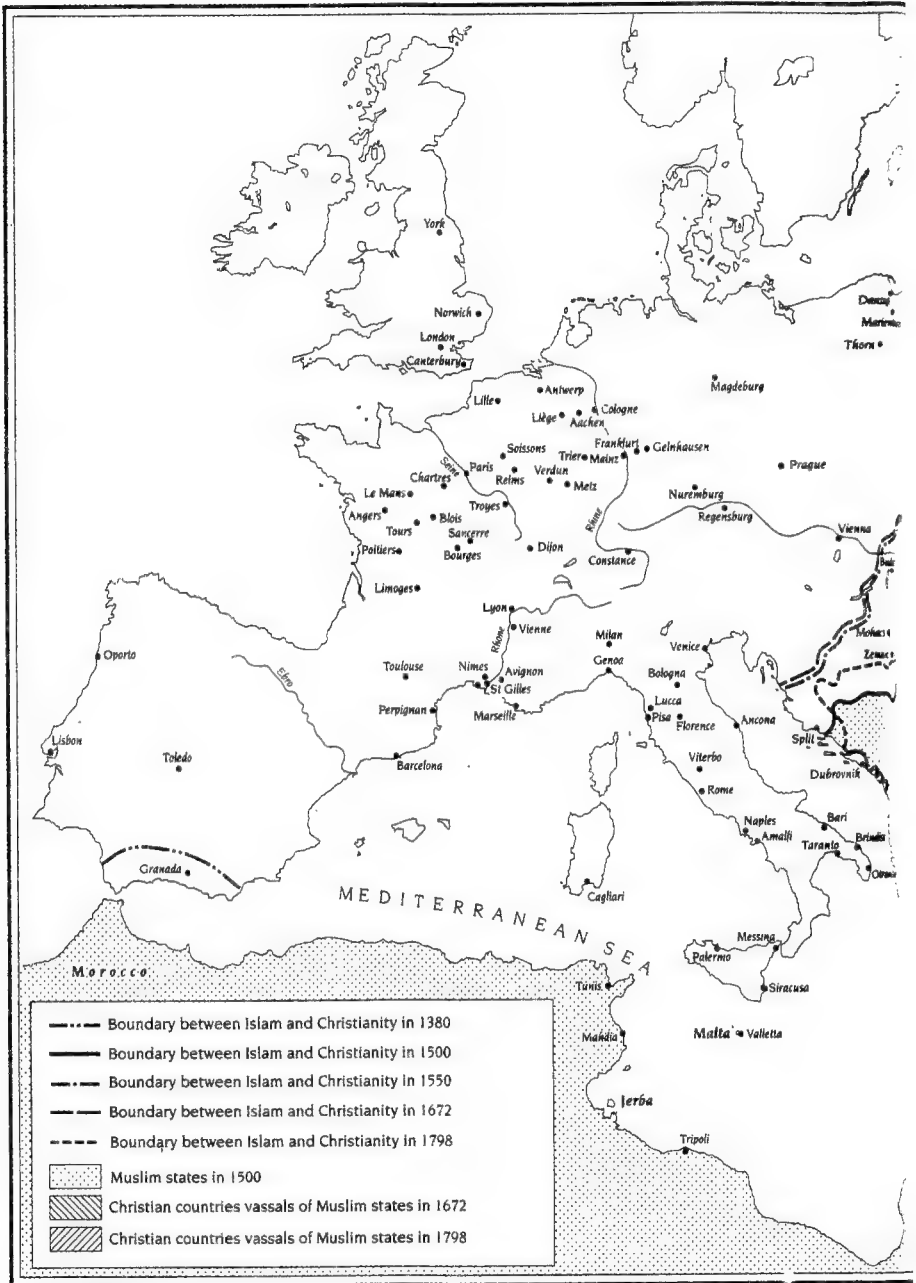 York
Norwich
London
Canterbury
Danzig
Thorn
Magdeburg
Antwerp
Lille
Liège
Aachen
Cologne
Soissons
Frankfurt
Gelnhausen
Seine
Paris
Reims
Verdun
Trier
Mainz
Metz
Prague
Chartres
Le Mans
Nuremburg
Troyes
Regensburg
Angers
Blois
Tours
Sancerre
Rhine
Vienna
Poitiers
Bourges
Dijon
Constance
Limoges
Lyon
Vienne
Mohacs
Milan
Venice
Oporto
Rhone
Genoa
Ebro
Toulouse
Nimes
Avignon
Bologna
St Gilles
Perpignan
Marseille
Lucca
Pisa
Florence
Ancona
Lisbon
Split
Toledo
Barcelona
Viterbo
Dubrovnik
Rome
Naples
Amalfi
Bari
Brindisi
Taranto
Granada
Cagliari
MEDITERRANEAN SEA
Messina
Palermo
Morocco
Tunis
Siracusa
Mahdia
Malta
Valletta
Jerba
Tripoli
Boundary between Islam and Christianity in 1380
Boundary between Islam and Christianity in 1500
Boundary between Islam and Christianity in 1550
Boundary between Islam and Christianity in 1672
Boundary between Islam and Christianity in 1798
Muslim states in 1500
Christian countries vassals of Muslim states in 1672
Christian countries vassals of Muslim states in 1798